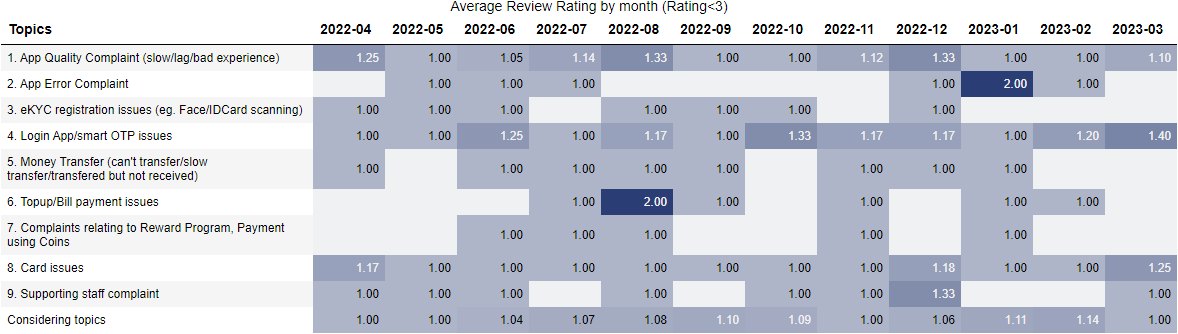 Average Review Rating by month (Rating<3)
Topics 2022-04 2022-05 2022-06 2022-07 2022-08 2022-09 2022-10 2022-11 2022-12 2023-01 2023-02 2023-03
1. App Quality Complaint (slow/lag/bad experience) 1.25 1.00 1.05 1.14 1.33 1.00 1.00 1.12 1.33 1.00 1.00 1.10
2. App Error Complaint 1.00 1.00 1.00 1.00 2.00 1.00
3. eKYC registration issues (eg. Face/IDCard scanning) 1.00 1.00 1.00 1.00 1.00 1.00 1.00
4. Login App/smart OTP issues 1.00 1.00 1.25 1.00 1.17 1.00 1.33 1.17 1.17 1.00 1.20 1.40
5. Money Transfer (can't transfer/slow
transfer/transfered but not received) 1.00 1.00 1.00 1.00 1.00 1.00 1.00 1.00
6. Topup/Bill payment issues 1.00 2.00 1.00 1.00 1.00 1.00
7. Complaints relating to Reward Program, Payment
using Coins 1.00 1.00 1.00 1.00 1.00
8. Card issues 1.17 1.00 1.00 1.00 1.00 1.00 1.00 1.00 1.18 1.00 1.00 1.25
9. Supporting staff complaint 1.00 1.00 1.00 1.00 1.00 1.00 1.33 1.00
Considering topics 1.00 1.00 1.04 1.07 1.08 1.10 1.09 1.00 1.06 1.11 1.14 1.00